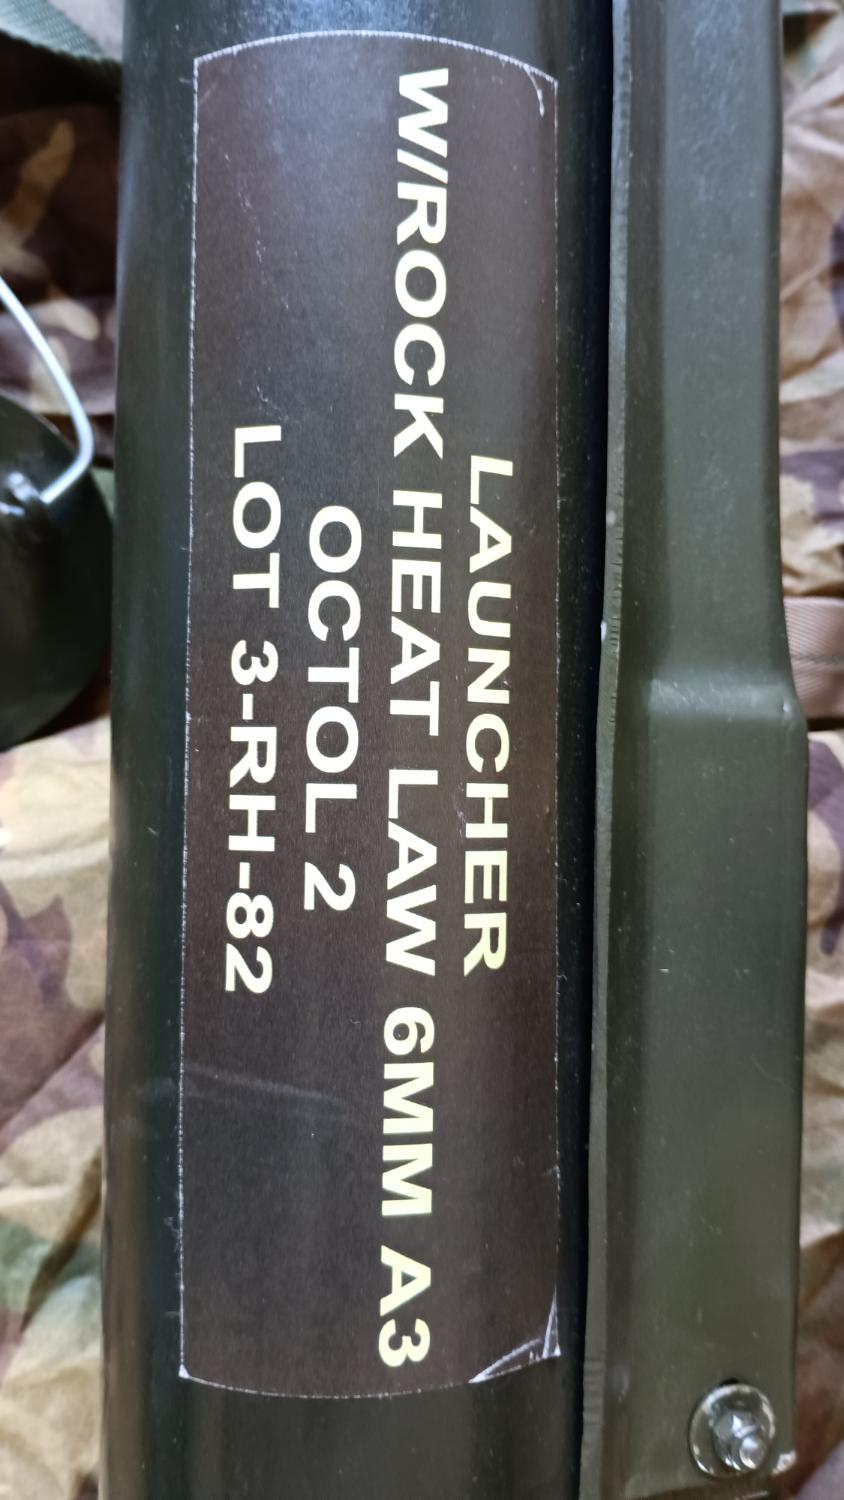 LAUNCHER
W/ROCK HEAT LAW 6MM A3
OCTOL 2
LOT 3-RH-82